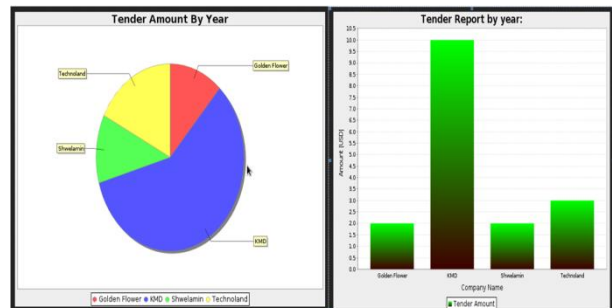 Tender Amount By Year
Golden Flower
Technoland
Shwelamin
KMD
Golden Flower KMD Shwelamin Technoland
Tender Report by year:
Amount (USD)
10.5
10.0
9.5
9.0
8.5
8.0
7.5
7.0
6.5
6.0
5.5
5.0
4.5
4.0
3.5
3.0
2.5
2.0
1.5
1.0
0.5
0.0
Golden Flower KMD Shwelamin Technoland
Company Name
Tender Amount